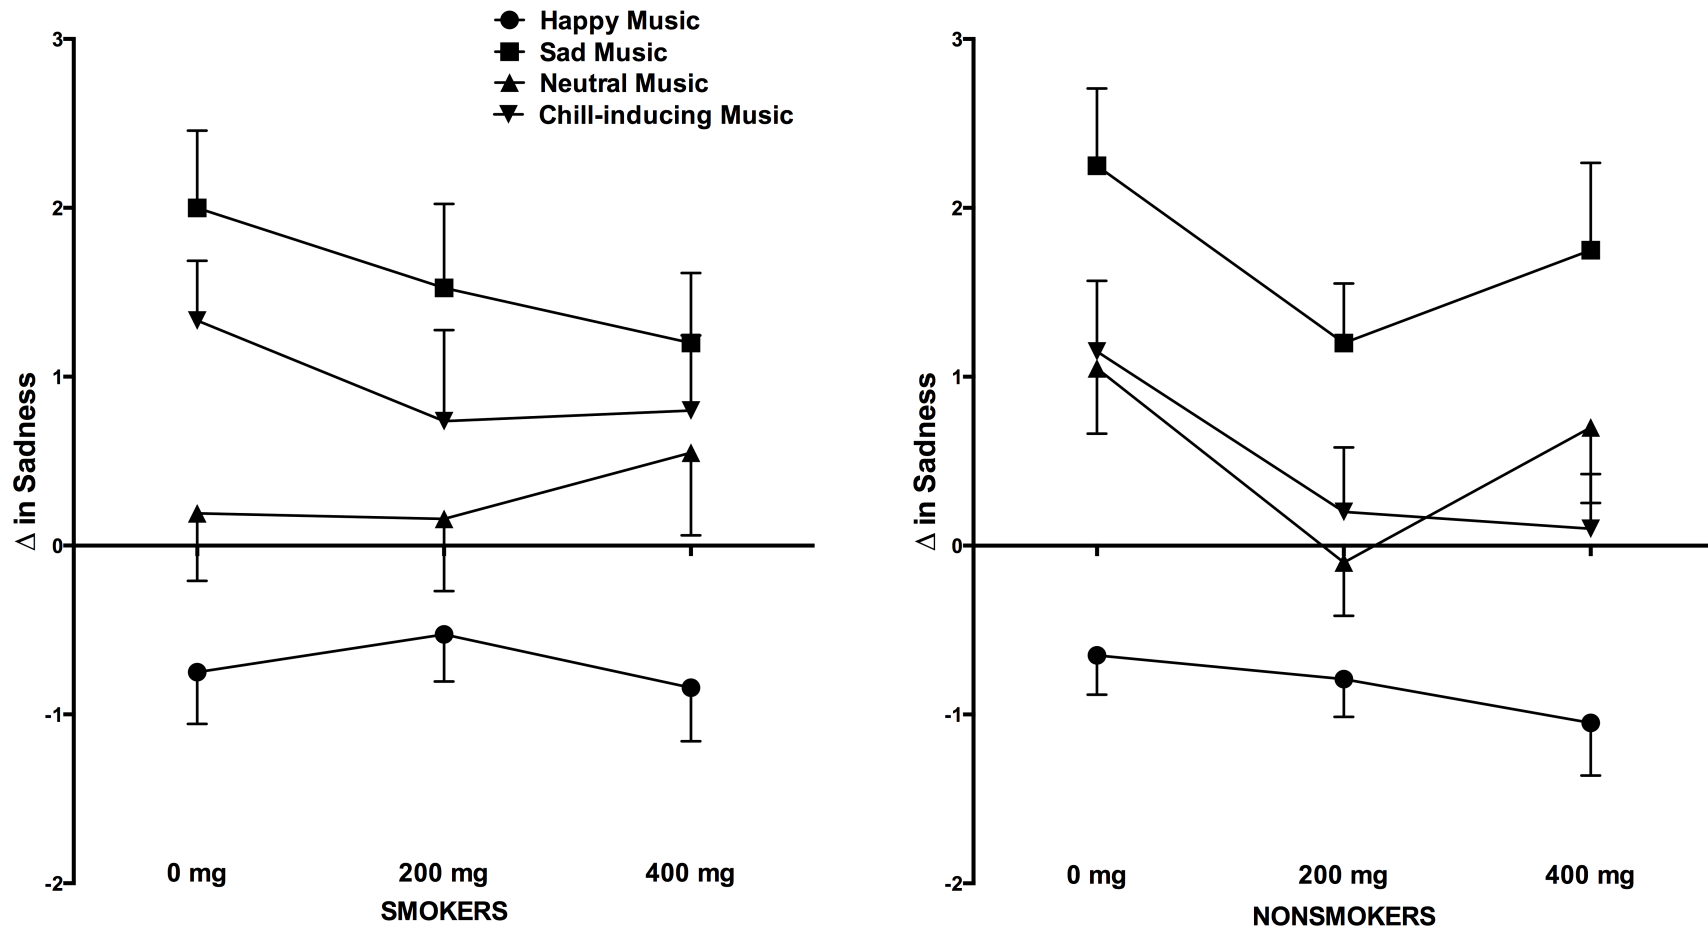 Happy Music
Sad Music
Neutral Music
Chill-inducing Music
3
2
1
0
-1
-2
Δ in Sadness
0 mg 200 mg 400 mg
SMOKERS
3
2
1
0
-1
-2
Δ in Sadness
0 mg 200 mg 400 mg
NONSMOKERS